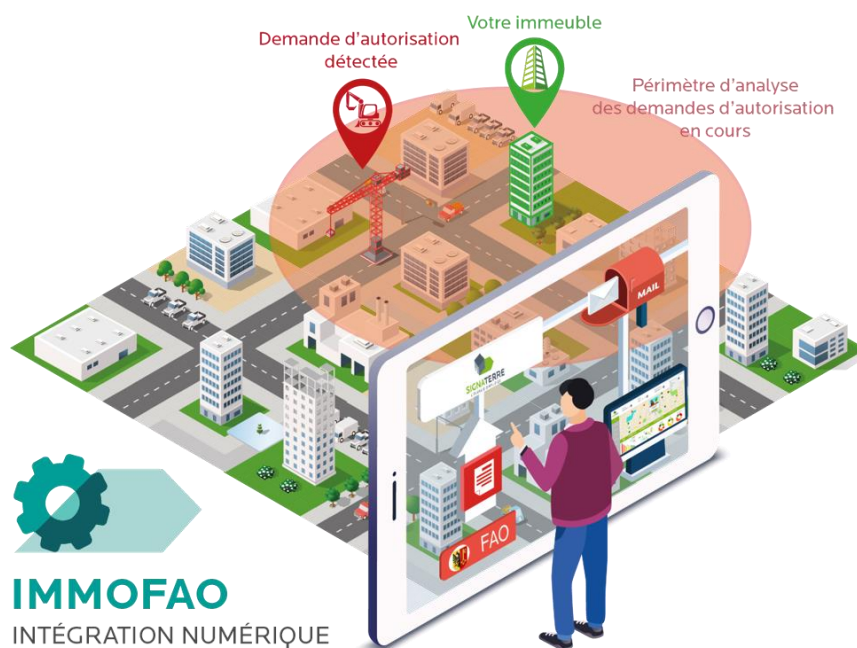 Votre immeuble
Demande d'autorisation
détectée
Périmètre d'analyse
des demandes d'autorisation
en cours
MAIL
SIGNATERRE
FAO
IMMOFAO
INTÉGRATION NUMÉRIQUE